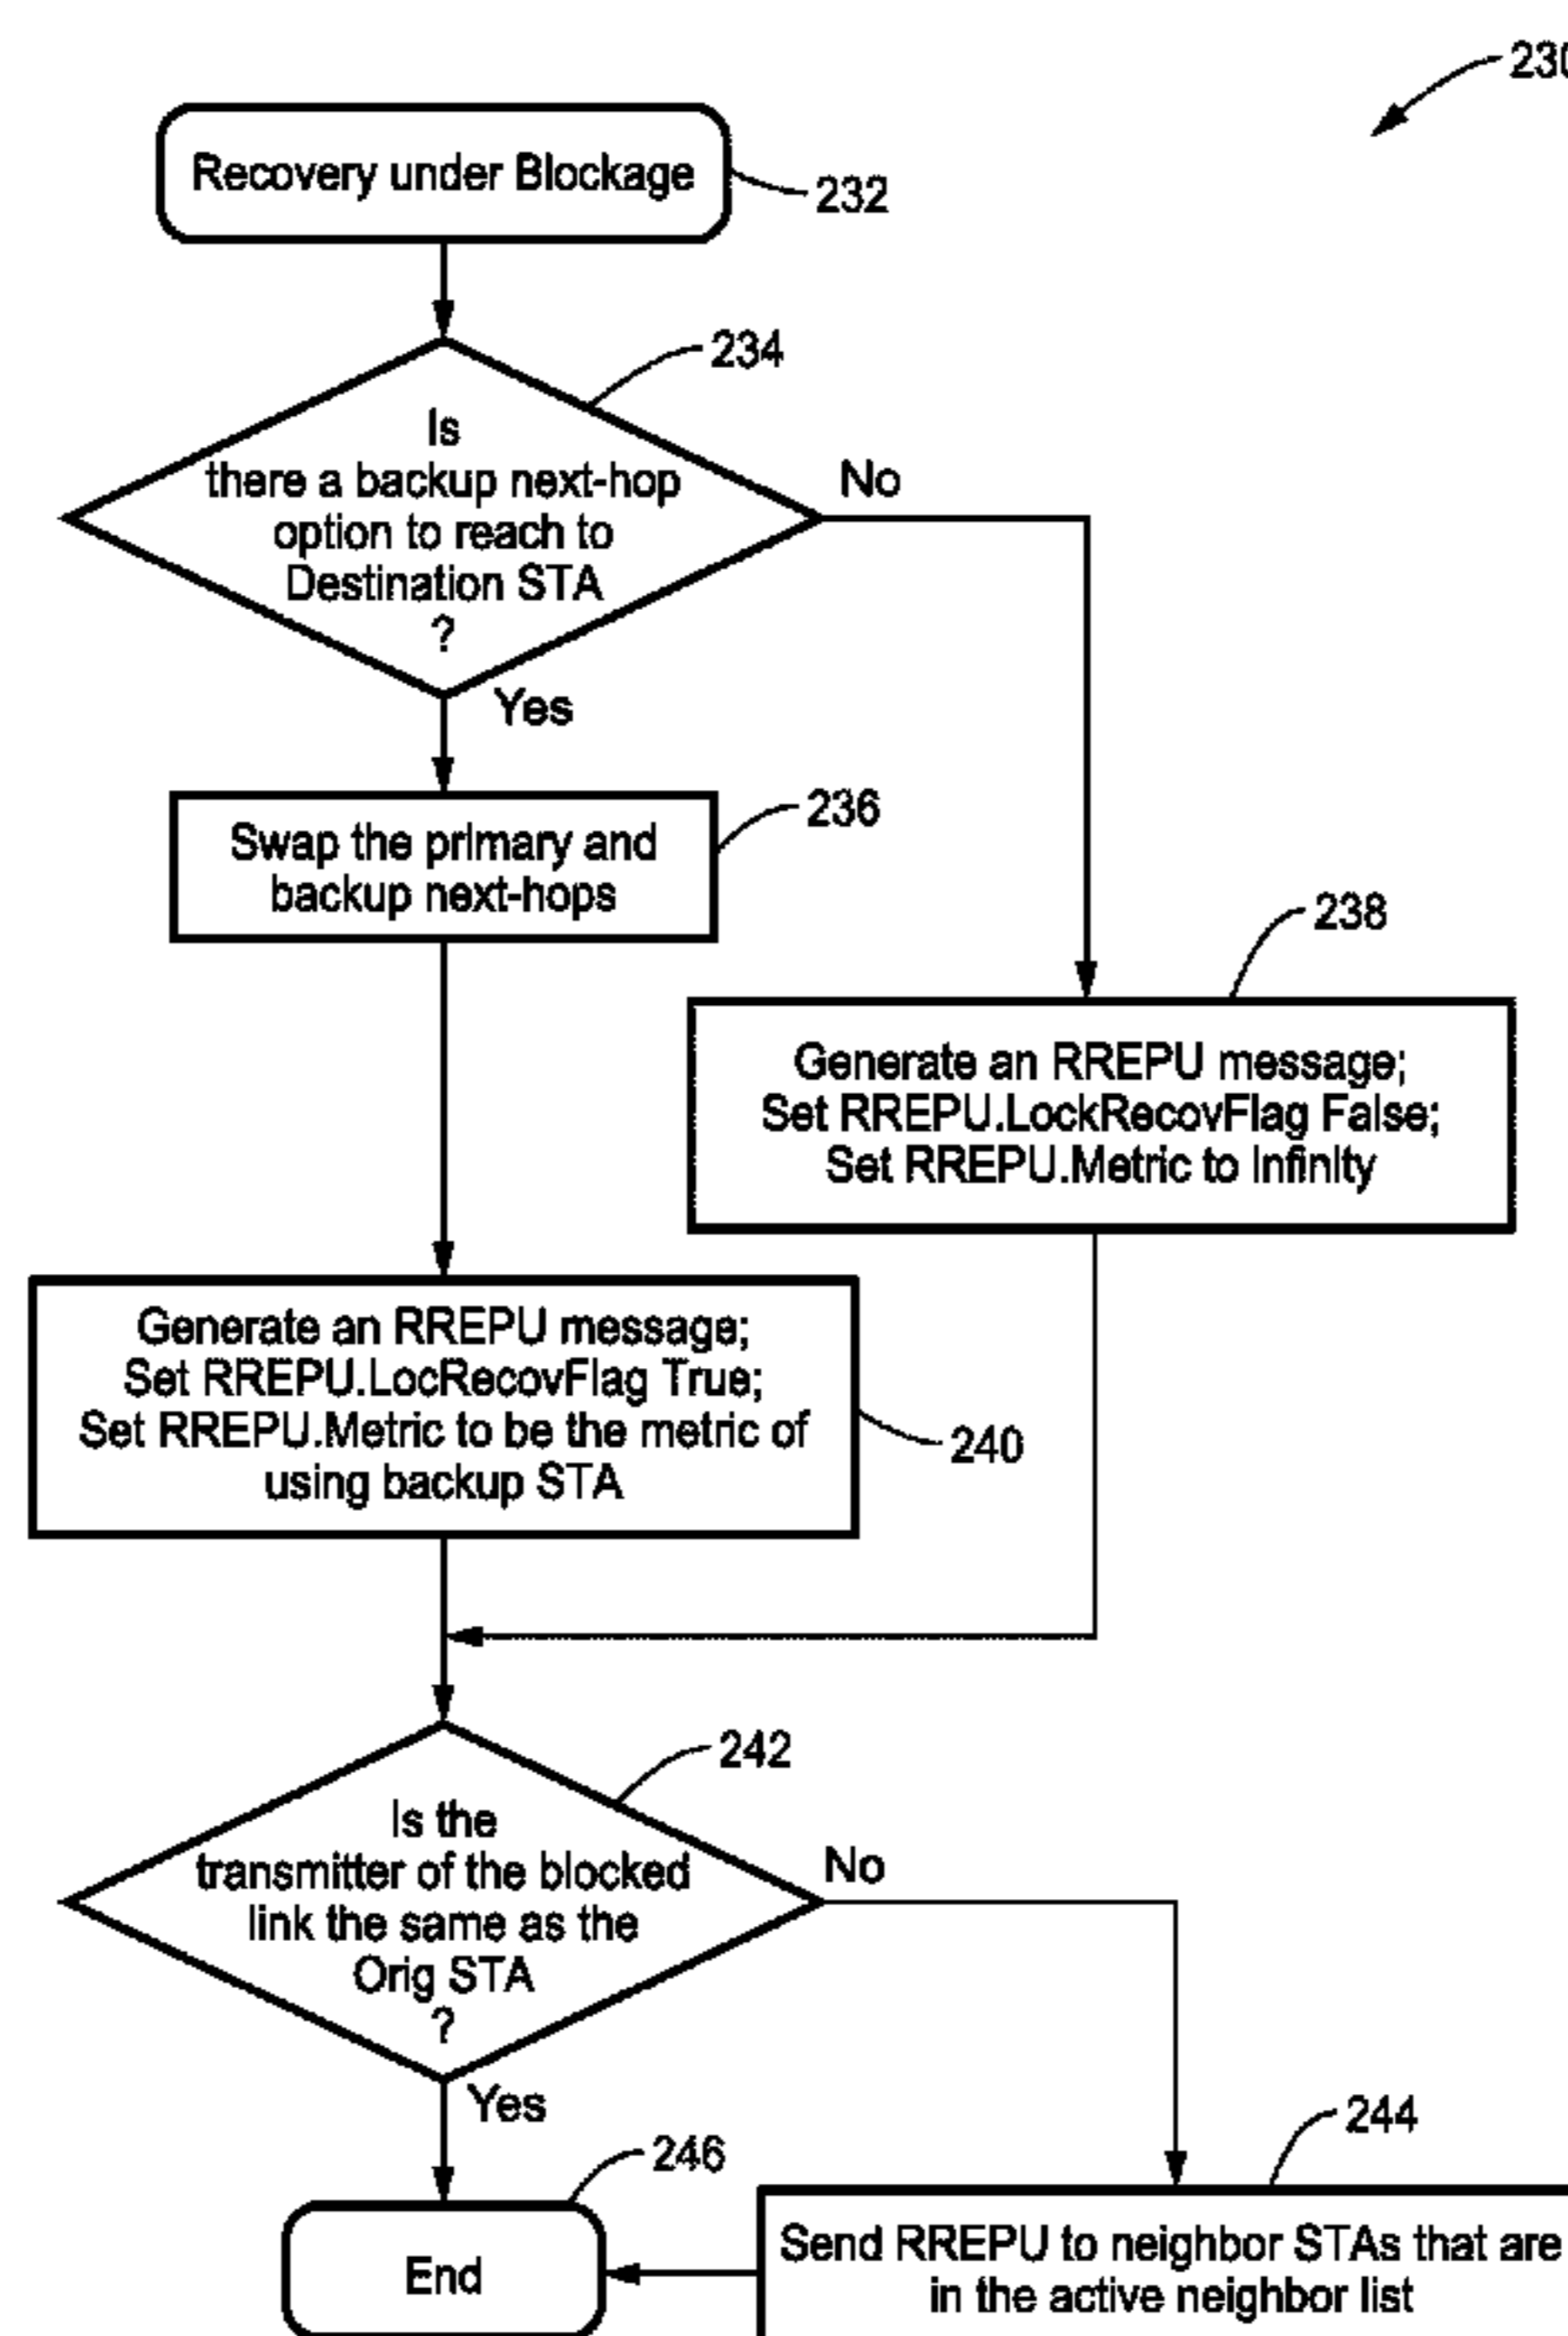 230
Recovery under Blockage
232
234
Is
there a backup next-hop
option to reach to
Destination STA
?
No
Yes
Swap the primary and
backup next-hops
236
238
Generate an RREPU message;
Set RREPU.LockRecovFlag False;
Set RREPU.Metric to Infinity
Generate an RREPU message;
Set RREPU.LocRecovFlag True;
Set RREPU.Metric to be the metric of
using backup STA
240
242
Is the
transmitter of the blocked
link the same as the
Orig STA
?
No
Yes
244
246
End
Send RREPU to neighbor STAs that are
in the active neighbor list